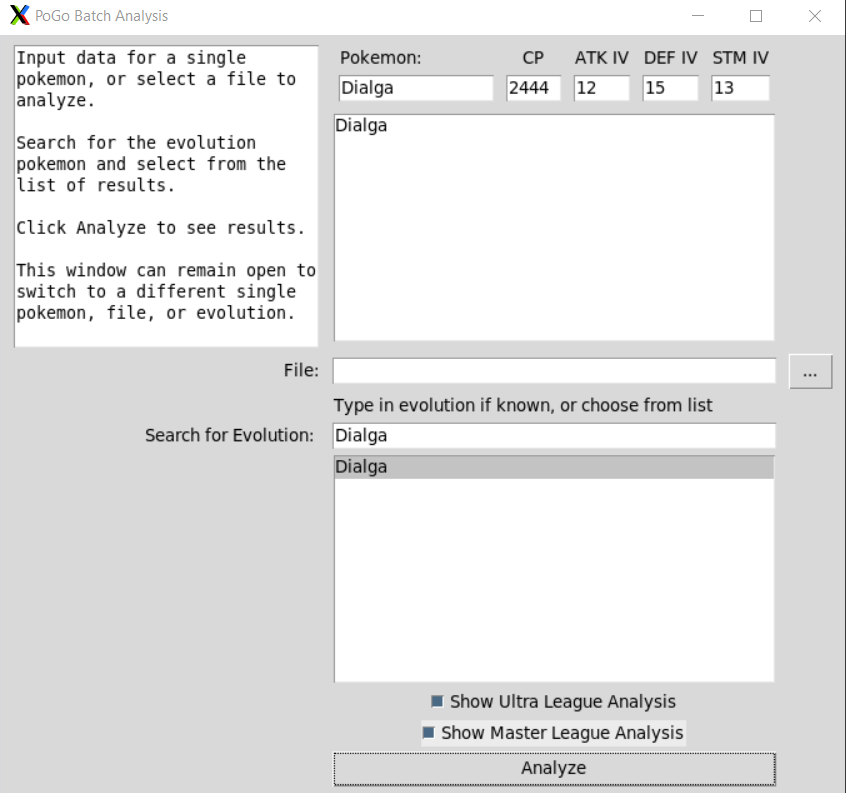 PoGo Batch Analysis
Input data for a single
pokemon, or select a file to
analyze.
Search for the evolution
pokemon and select from the
list of results.
Click Analyze to see results.
This window can remain open to
switch to a different single
pokemon, file, or evolution.
Pokemon: CP ATK IV DEF IV STM IV
Dialga 2444 12 15 13
Dialga
File: ...
Type in evolution if known, or choose from list
Search for Evolution: Dialga
Dialga
Show Ultra League Analysis
Show Master League Analysis
Analyze